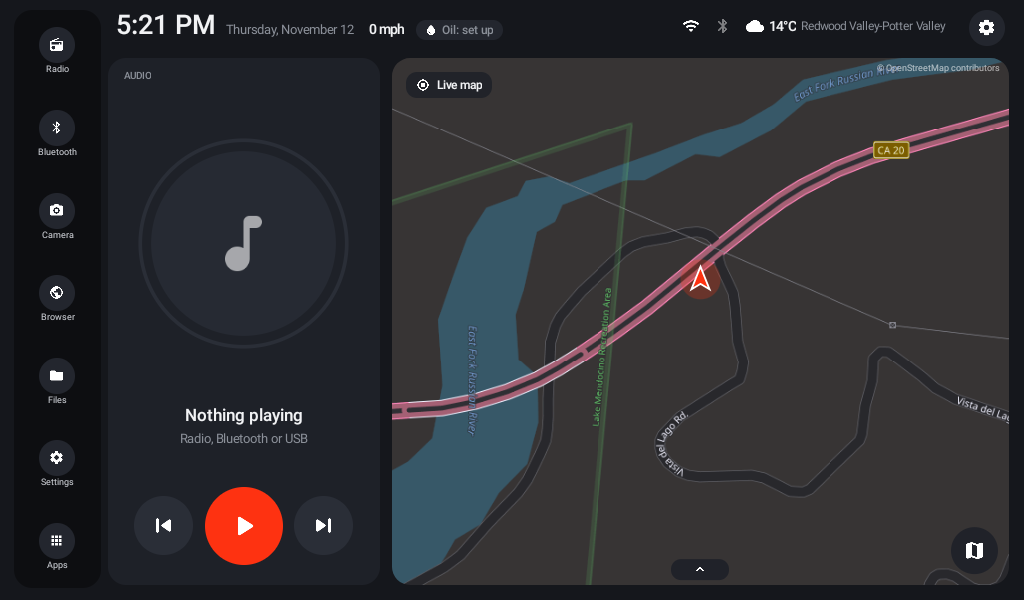 5:21 PM
Thursday, November 12
0 mph
Oil: set up
14°C
Redwood Valley-Potter Valley
Radio
Bluetooth
Camera
Browser
Files
Settings
Apps
AUDIO
Nothing playing
Radio, Bluetooth or USB
Live map
© OpenStreetMap contributors
East Fork Russian
CA 20
East Fork Russian River
Lake Mendocino Recreation Area
Vista del Lago Rd.
Vista del Lag